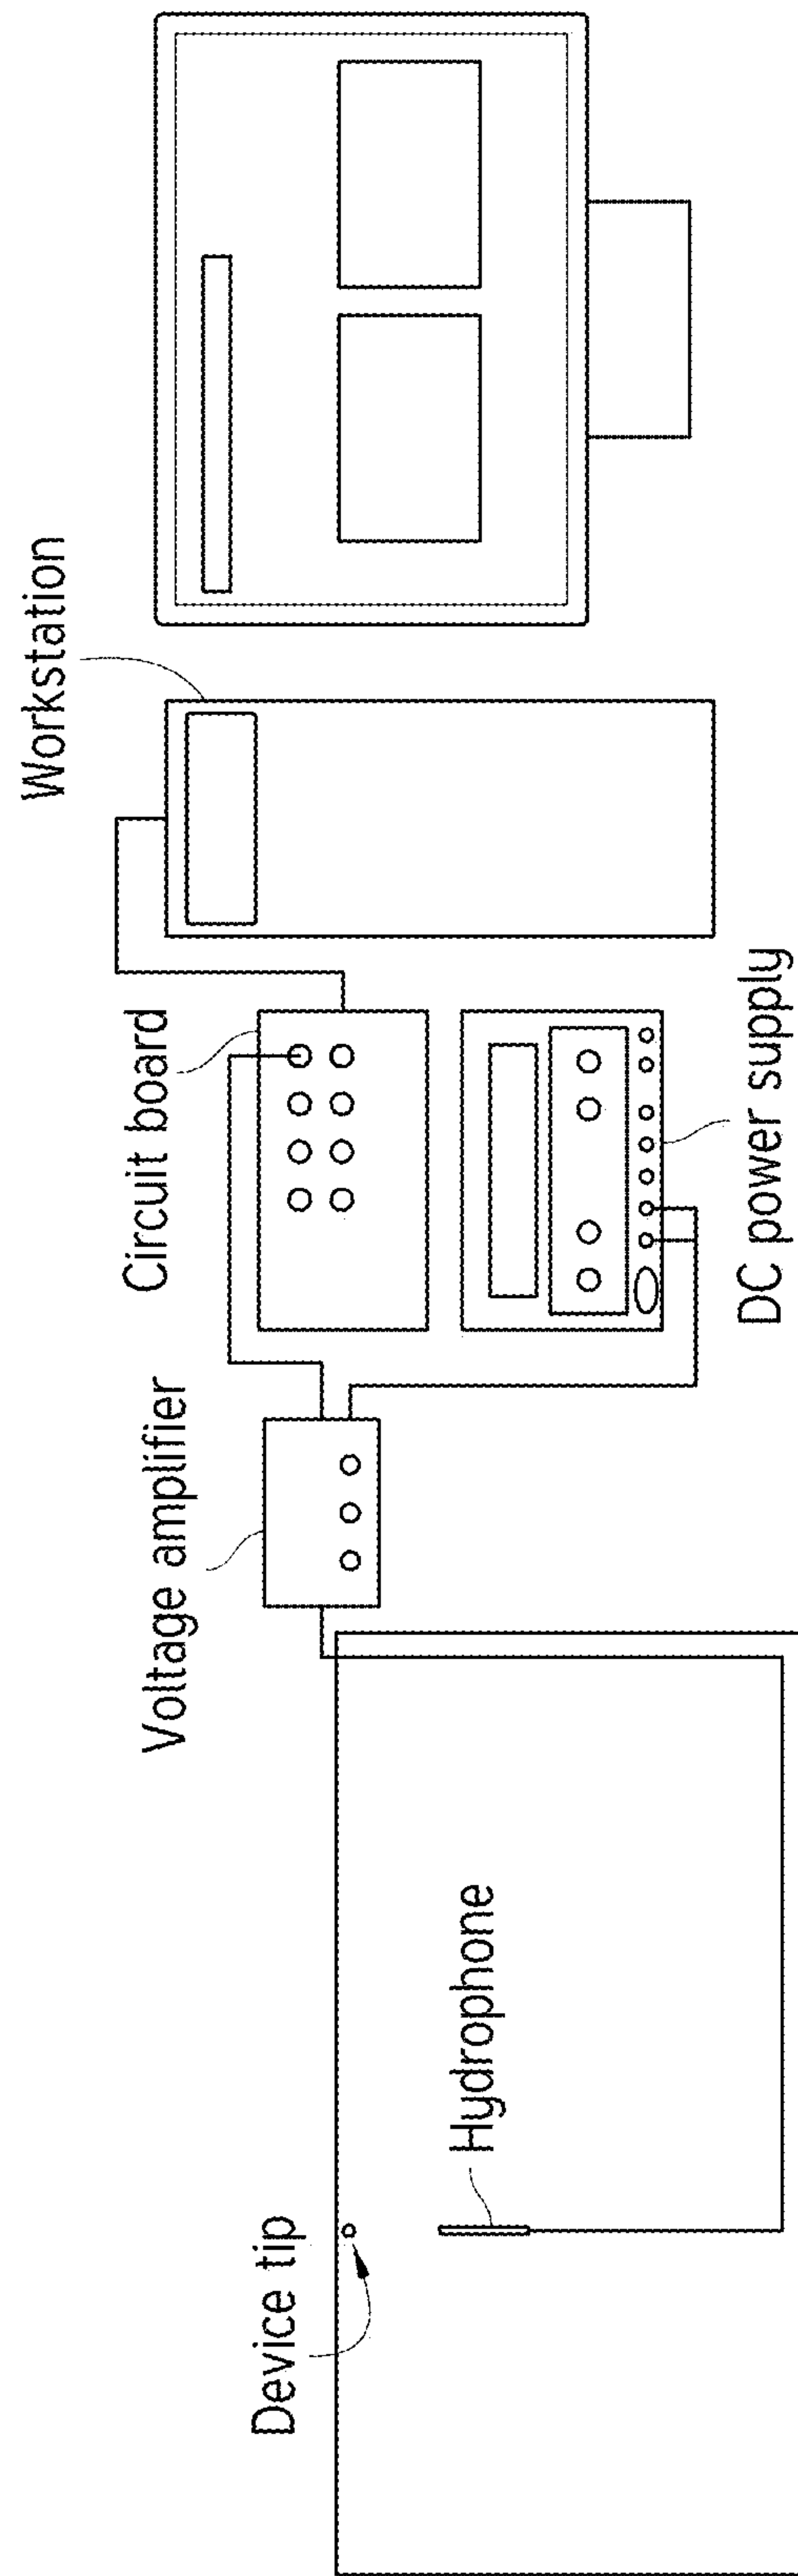 Device tip
Hydrophone
Voltage amplifier
Circuit board
DC power supply
Workstation